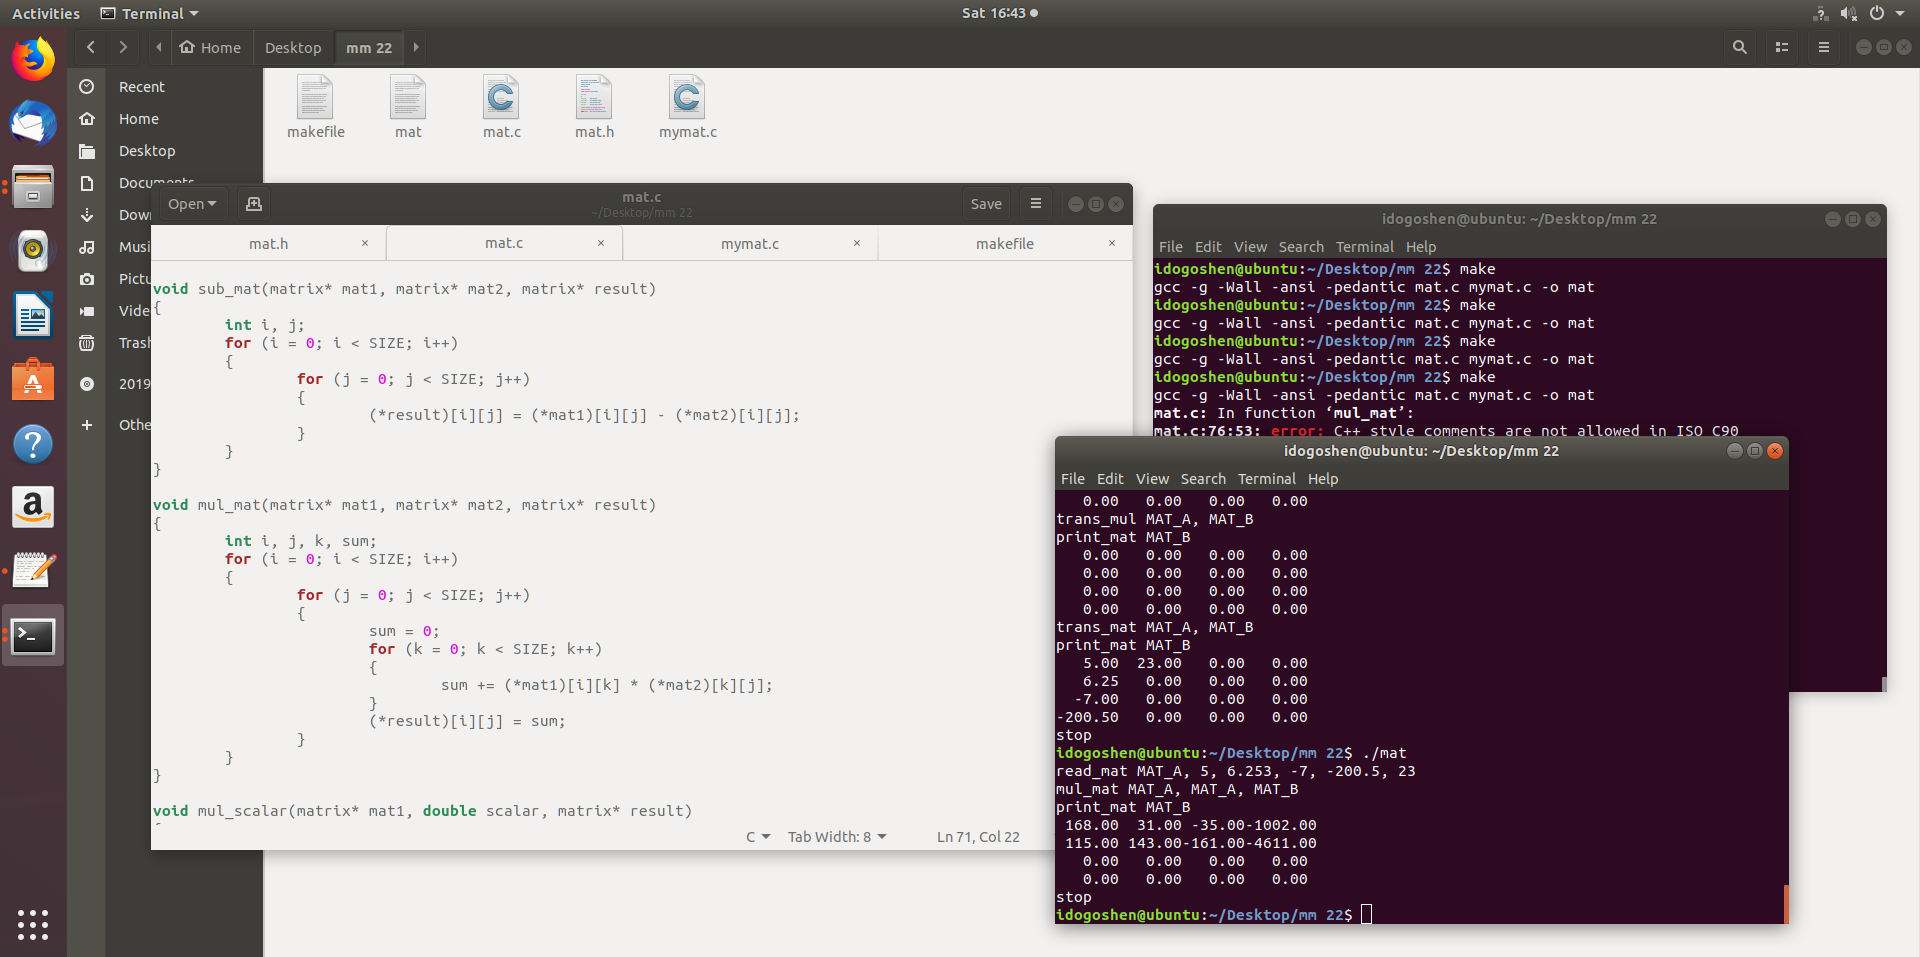 Activities
Terminal
Sat 16:43
Home
Desktop
mm 22
Recent
Home
Desktop
Documents
Dow
Musi
Pictu
Vide
Trash
2019
Othe
makefile
mat
mat.c
mat.h
mymat.c
Open
mat.c
~/Desktop/mm 22
Save
mat.h
mat.c
mymat.c
makefile
void sub_mat(matrix* mat1, matrix* mat2, matrix* result)
{
int i, j;
for (i = 0; i < SIZE; i++)
{
for (j = 0; j < SIZE; j++)
{
(*result)[i][j] = (*mat1)[i][j] - (*mat2)[i][j];
}
}
}
void mul_mat(matrix* mat1, matrix* mat2, matrix* result)
{
int i, j, k, sum;
for (i = 0; i < SIZE; i++)
{
for (j = 0; j < SIZE; j++)
{
sum = 0;
for (k = 0; k < SIZE; k++)
{
sum += (*mat1)[i][k] * (*mat2)[k][j];
}
(*result)[i][j] = sum;
}
}
}
void mul_scalar(matrix* mat1, double scalar, matrix* result)
C
Tab Width: 8
Ln 71, Col 22
idogoshen@ubuntu: ~/Desktop/mm 22
File Edit View Search Terminal Help
idogoshen@ubuntu:~/Desktop/mm 22$ make
gcc -g -Wall -ansi -pedantic mat.c mymat.c -o mat
idogoshen@ubuntu:~/Desktop/mm 22$ make
gcc -g -Wall -ansi -pedantic mat.c mymat.c -o mat
idogoshen@ubuntu:~/Desktop/mm 22$ make
gcc -g -Wall -ansi -pedantic mat.c mymat.c -o mat
idogoshen@ubuntu:~/Desktop/mm 22$ make
gcc -g -Wall -ansi -pedantic mat.c mymat.c -o mat
mat.c: In function ‘mul_mat’:
mat.c:76:53: error: C++ style comments are not allowed in ISO C90
idogoshen@ubuntu: ~/Desktop/mm 22
File Edit View Search Terminal Help
0.00 0.00 0.00 0.00
trans_mul MAT_A, MAT_B
print_mat MAT_B
0.00 0.00 0.00 0.00
0.00 0.00 0.00 0.00
0.00 0.00 0.00 0.00
0.00 0.00 0.00 0.00
trans_mat MAT_A, MAT_B
print_mat MAT_B
5.00 23.00 0.00 0.00
6.25 0.00 0.00 0.00
-7.00 0.00 0.00 0.00
-200.50 0.00 0.00 0.00
stop
idogoshen@ubuntu:~/Desktop/mm 22$ ./mat
read_mat MAT_A, 5, 6.253, -7, -200.5, 23
mul_mat MAT_A, MAT_A, MAT_B
print_mat MAT_B
168.00 31.00 -35.00-1002.00
115.00 143.00-161.00-4611.00
0.00 0.00 0.00 0.00
0.00 0.00 0.00 0.00
stop
idogoshen@ubuntu:~/Desktop/mm 22$